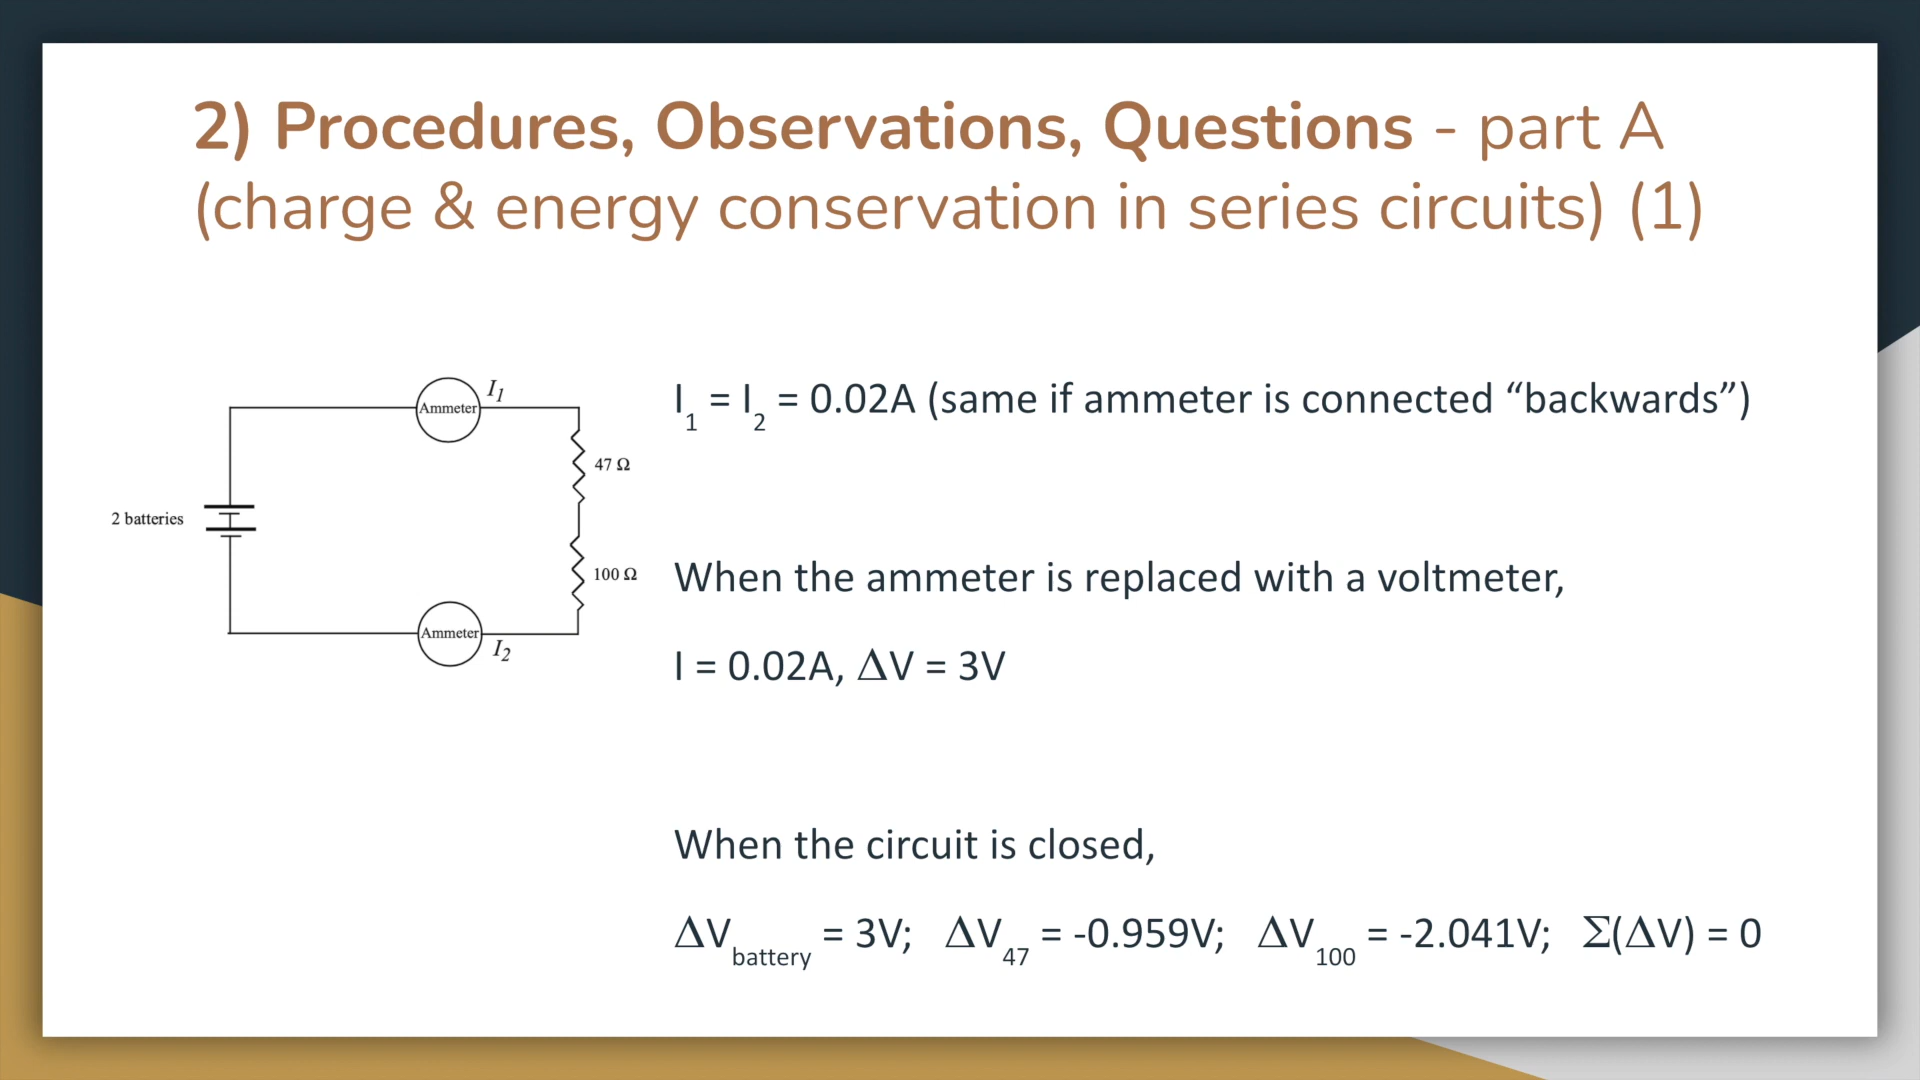 2) Procedures, Observations, Questions - part A
(charge & energy conservation in series circuits) (1)
Ammeter
I₁
47 Ω
2 batteries
100 Ω
Ammeter
I₂
I₁ = I₂ = 0.02A (same if ammeter is connected “backwards”)
When the ammeter is replaced with a voltmeter,
I = 0.02A, ΔV = 3V
When the circuit is closed,
ΔV_battery = 3V; ΔV₄₇ = -0.959V; ΔV₁₀₀ = -2.041V; Σ(ΔV) = 0